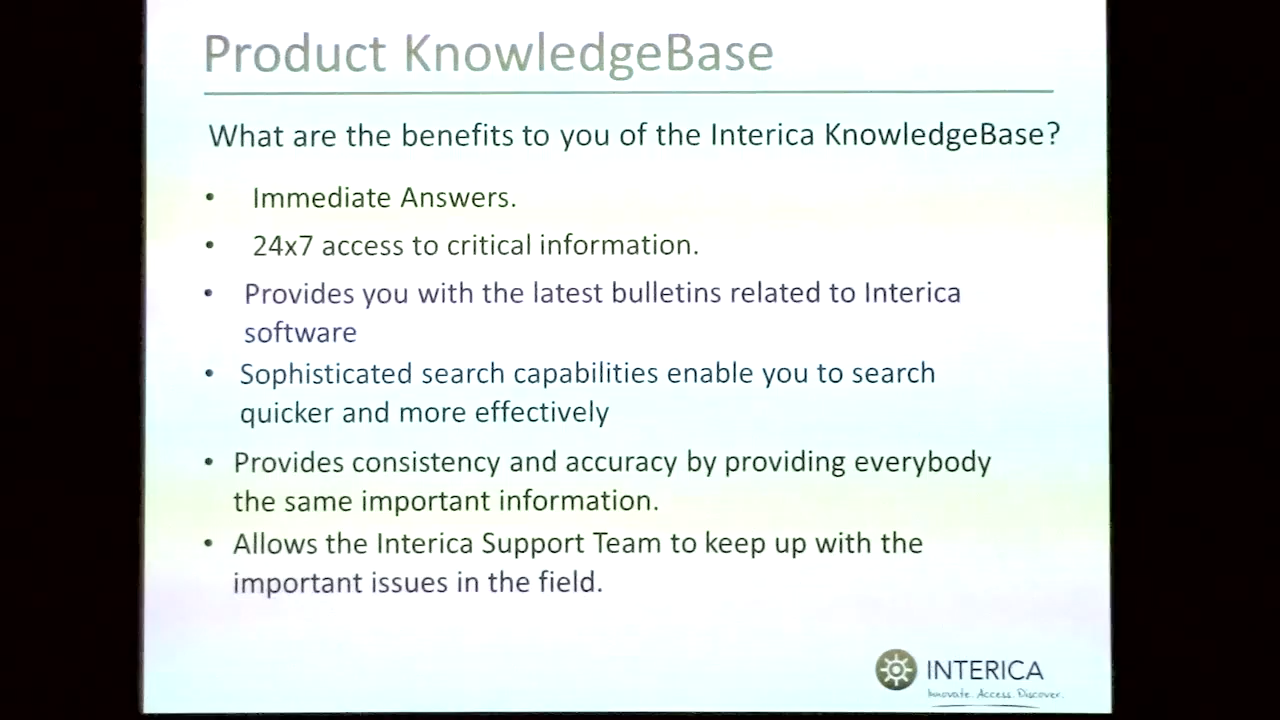 Product KnowledgeBase
What are the benefits to you of the Interica KnowledgeBase?
• Immediate Answers.
• 24x7 access to critical information.
• Provides you with the latest bulletins related to Interica
software
• Sophisticated search capabilities enable you to search
quicker and more effectively
• Provides consistency and accuracy by providing everybody
the same important information.
• Allows the Interica Support Team to keep up with the
important issues in the field.
INTERICA
Innovate. Access. Discover.